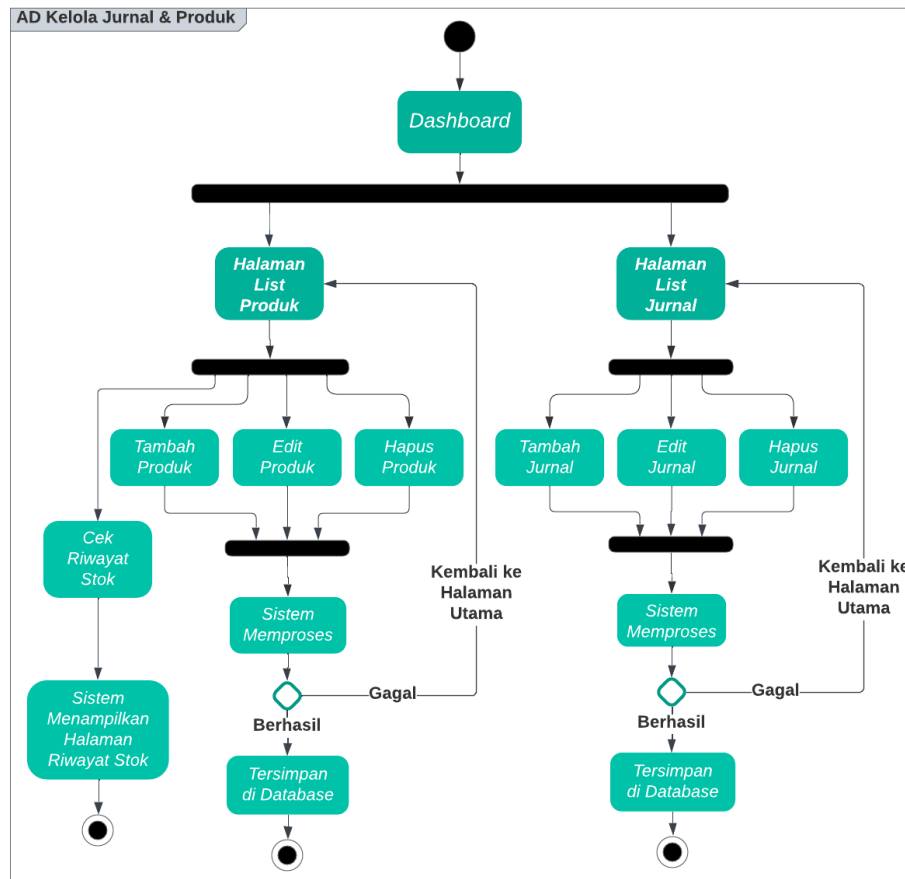 AD Kelola Jurnal & Produk
Dashboard
Halaman
List
Produk
Halaman
List
Jurnal
Tambah
Produk
Edit
Produk
Hapus
Produk
Tambah
Jurnal
Edit
Jurnal
Hapus
Jurnal
Cek
Riwayat
Stok
Kembali ke
Halaman
Utama
Kembali ke
Halaman
Utama
Sistem
Memproses
Sistem
Memproses
Sistem
Menampilkan
Halaman
Riwayat Stok
Gagal
Gagal
Berhasil
Berhasil
Tersimpan
di Database
Tersimpan
di Database